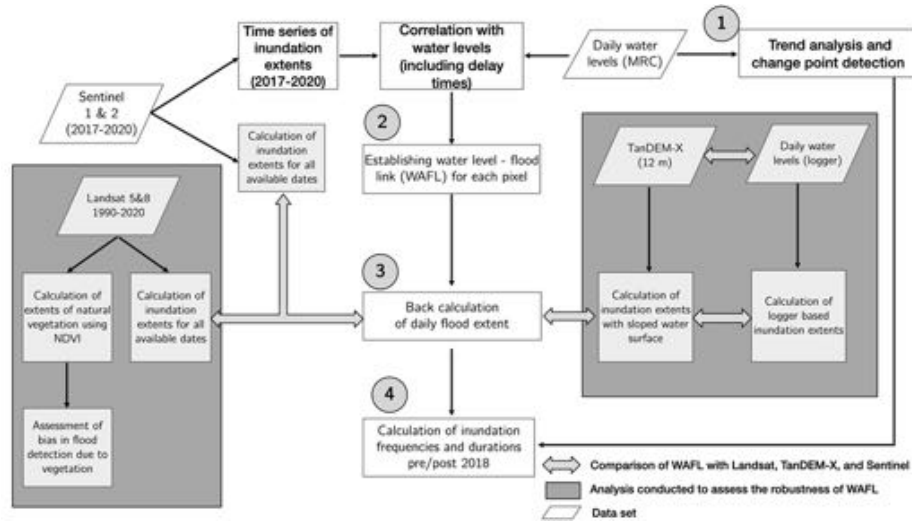 1
Time series of
inundation
extents
(2017-2020)
Correlation with
water levels
(including delay
times)
Daily water
levels (MRC)
Trend analysis and
change point detection
Sentinel
1 & 2
(2017-2020)
Calculation of
inundation
extents for all
available dates
2
Establishing water level - flood
link (WAFL) for each pixel
TanDEM-X
(12 m)
Daily water
levels (logger)
Landsat 5&8
1990-2020
Calculation of
extents of natural
vegetation using
NDVI
Calculation of
inundation
extents for all
available dates
3
Back calculation
of daily flood extent
Calculation of
inundation extents
with sloped water
surface
Calculation of
logger based
inundation extents
Assessment of
bias in flood
detection due to
vegetation
4
Calculation of inundation
frequencies and durations
pre/post 2018
Comparison of WAFL with Landsat, TanDEM-X, and Sentinel
Analysis conducted to assess the robustness of WAFL
Data set